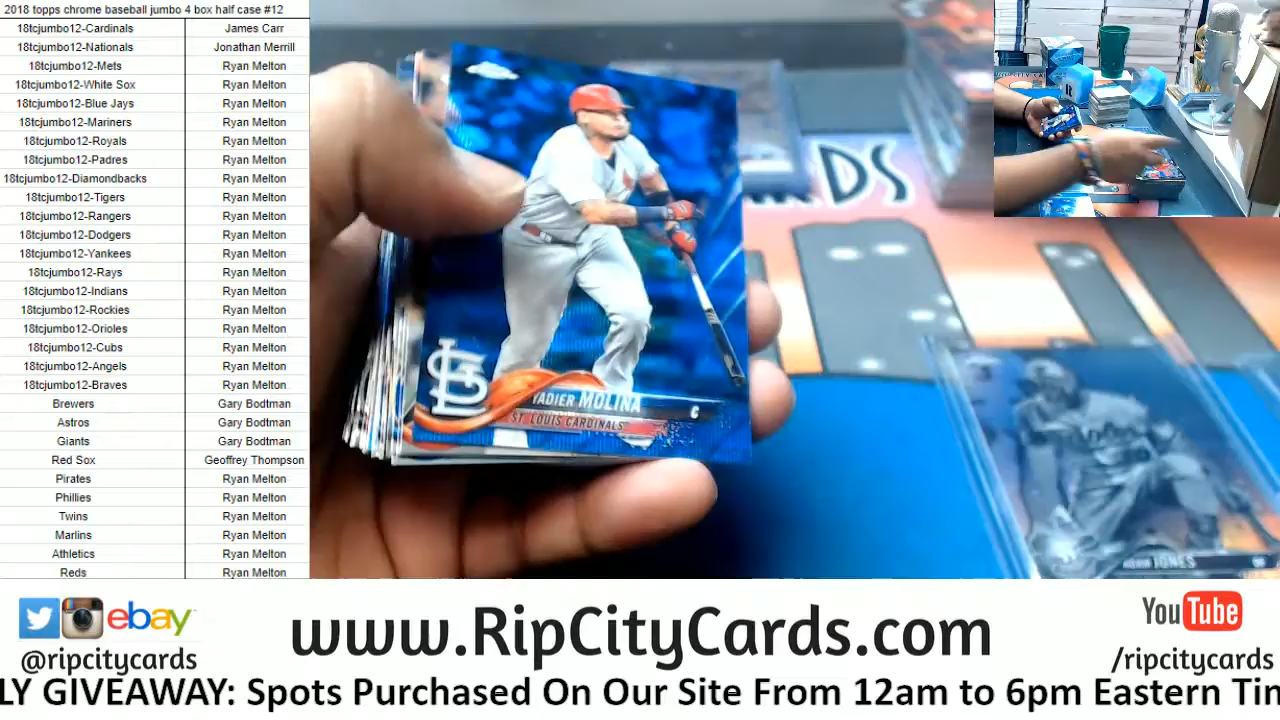 2018 topps chrome baseball jumbo 4 box half case #12
18tcjumbo12-Cardinals James Carr
18tcjumbo12-Nationals Jonathan Merrill
18tcjumbo12-Mets Ryan Melton
18tcjumbo12-White Sox Ryan Melton
18tcjumbo12-Blue Jays Ryan Melton
18tcjumbo12-Mariners Ryan Melton
18tcjumbo12-Royals Ryan Melton
18tcjumbo12-Padres Ryan Melton
18tcjumbo12-Diamondbacks Ryan Melton
18tcjumbo12-Tigers Ryan Melton
18tcjumbo12-Rangers Ryan Melton
18tcjumbo12-Dodgers Ryan Melton
18tcjumbo12-Yankees Ryan Melton
18tcjumbo12-Rays Ryan Melton
18tcjumbo12-Indians Ryan Melton
18tcjumbo12-Rockies Ryan Melton
18tcjumbo12-Orioles Ryan Melton
18tcjumbo12-Cubs Ryan Melton
18tcjumbo12-Angels Ryan Melton
18tcjumbo12-Braves Ryan Melton
Brewers Gary Bodtman
Astros Gary Bodtman
Giants Gary Bodtman
Red Sox Geoffrey Thompson
Pirates Ryan Melton
Phillies Ryan Melton
Twins Ryan Melton
Marlins Ryan Melton
Athletics Ryan Melton
Reds Ryan Melton
YADIER MOLINA C
ST. LOUIS CARDINALS
DS
JONES
ebay
@ripcitycards
www.RipCityCards.com
YouTube
/ripcitycards
LY GIVEAWAY: Spots Purchased On Our Site From 12am to 6pm Eastern Tin